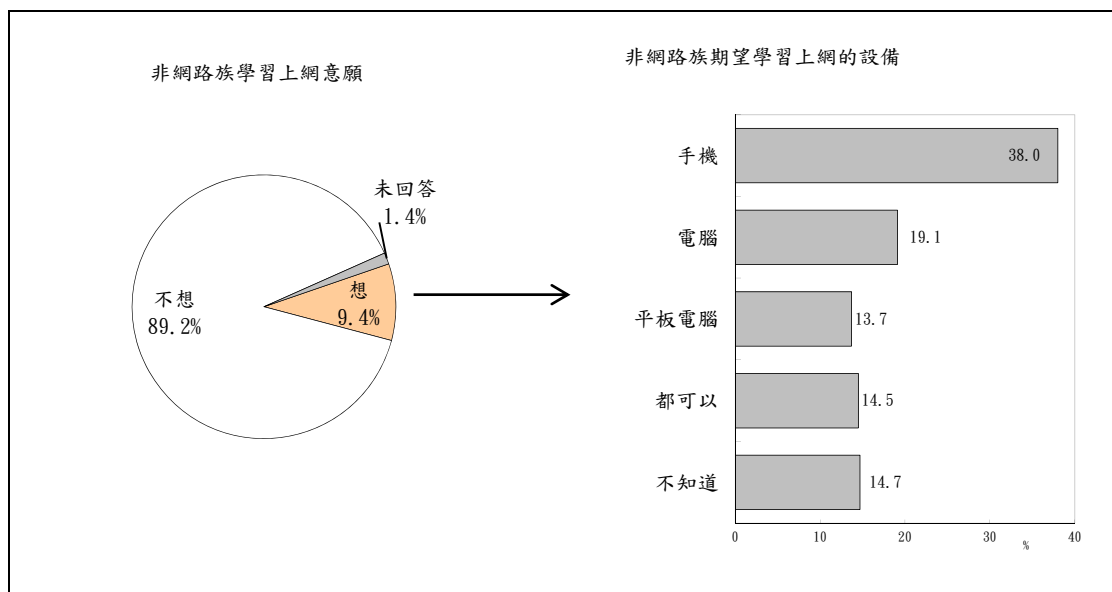 非網路族學習上網意願
未回答
1.4%
想
9.4%
不想
89.2%
非網路族期望學習上網的設備
手機
38.0
電腦
19.1
平板電腦
13.7
都可以
14.5
不知道
14.7
0 10 20 30 40
%